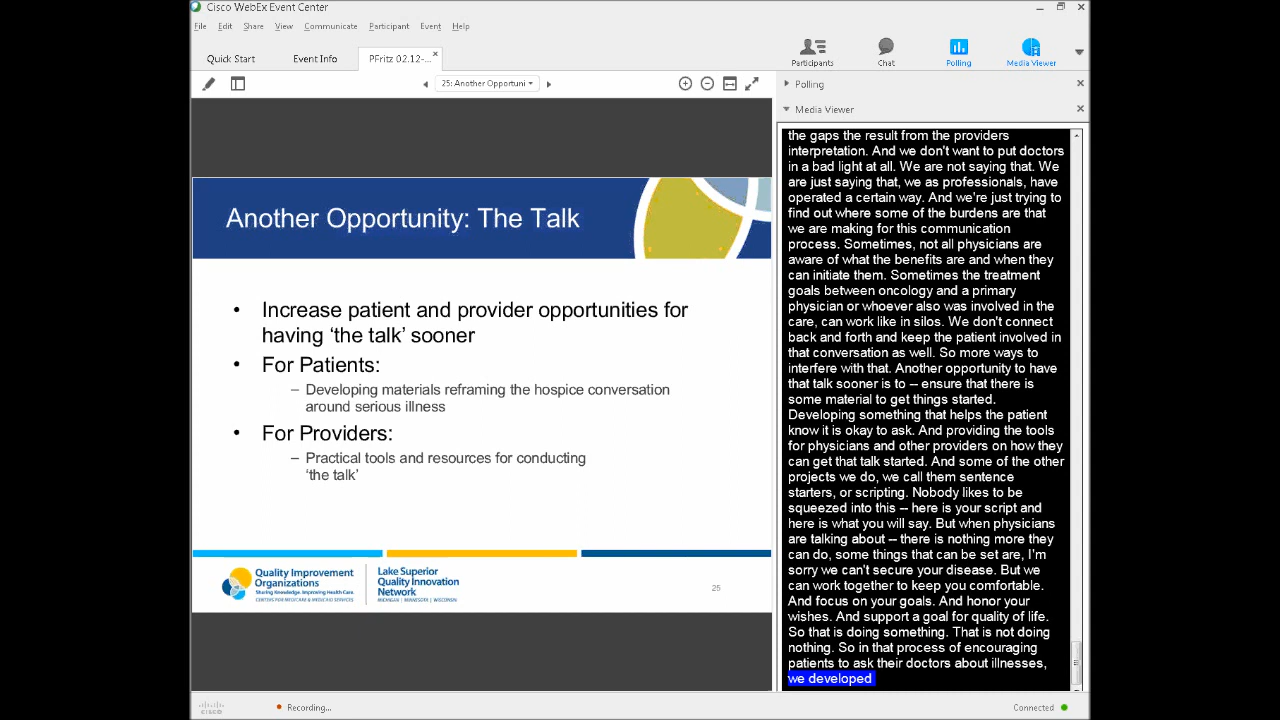 Cisco WebEx Event Center
File Edit Share View Communicate Participant Event Help
Quick Start Event Info PFritz 02.12-...
Participants Chat Polling Media Viewer
25: Another Opportuni
Polling
Media Viewer
Another Opportunity: The Talk
• Increase patient and provider opportunities for
having ‘the talk’ sooner
• For Patients:
– Developing materials reframing the hospice conversation
around serious illness
• For Providers:
– Practical tools and resources for conducting
‘the talk’
Quality Improvement
Organizations
Sharing Knowledge. Improving Health Care.
CENTERS FOR MEDICARE & MEDICAID SERVICES
Lake Superior
Quality Innovation
Network
MICHIGAN | MINNESOTA | WISCONSIN
25
the gaps the result from the providers
interpretation. And we don't want to put doctors
in a bad light at all. We are not saying that. We
are just saying that, we as professionals, have
operated a certain way. And we're just trying to
find out where some of the burdens are that
we are making for this communication
process. Sometimes, not all physicians are
aware of what the benefits are and when they
can initiate them. Sometimes the treatment
goals between oncology and a primary
physician or whoever also was involved in the
care, can work like in silos. We don't connect
back and forth and keep the patient involved in
that conversation as well. So more ways to
interfere with that. Another opportunity to have
that talk sooner is to -- ensure that there is
some material to get things started.
Developing something that helps the patient
know it is okay to ask. And providing the tools
for physicians and other providers on how they
can get that talk started. And some of the other
projects we do, we call them sentence
starters, or scripting. Nobody likes to be
squeezed into this -- here is your script and
here is what you will say. But when physicians
are talking about -- there is nothing more they
can do, some things that can be set are, I'm
sorry we can't secure your disease. But we
can work together to keep you comfortable.
And focus on your goals. And honor your
wishes. And support a goal for quality of life.
So that is doing something. That is not doing
nothing. So in that process of encouraging
patients to ask their doctors about illnesses,
we developed
cisco
Recording...
Connected